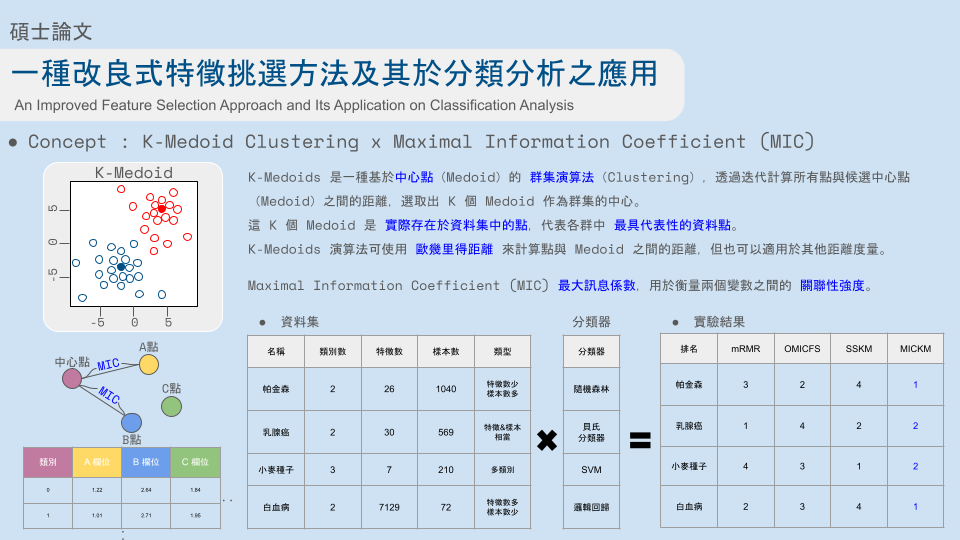 碩士論文
一種改良式特徵挑選方法及其於分類分析之應用
An Improved Feature Selection Approach and Its Application on Classification Analysis
● Concept : K-Medoid Clustering x Maximal Information Coefficient (MIC)
K-Medoid
5
0
-5
-5 0 5
K-Medoids 是一種基於中心點（Medoid）的 群集演算法（Clustering），透過迭代計算所有點與候選中心點
（Medoid）之間的距離，選取出 K 個 Medoid 作為群集的中心。
這 K 個 Medoid 是 實際存在於資料集中的點，代表各群中 最具代表性的資料點。
K-Medoids 演算法可使用 歐幾里得距離 來計算點與 Medoid 之間的距離，但也可以適用於其他距離度量。
Maximal Information Coefficient (MIC) 最大訊息係數，用於衡量兩個變數之間的 關聯性強度。
A點
中心點
MIC
MIC
C點
B點
類別 A 欄位 B 欄位 C 欄位
0 1.22 2.64 1.84
1 1.01 2.71 1.95
. .
:
● 資料集
名稱 類別數 特徵數 樣本數 類型
帕金森 2 26 1040 特徵數少
樣本數多
乳腺癌 2 30 569 特徵&樣本
相當
小麥種子 3 7 210 多類別
白血病 2 7129 72 特徵數多
樣本數少
✖
分類器
分類器
隨機森林
貝氏
分類器
SVM
邏輯回歸
=
● 實驗結果
排名 mRMR OMICFS SSKM MICKM
帕金森 3 2 4 1
乳腺癌 1 4 2 2
小麥種子 4 3 1 2
白血病 2 3 4 1